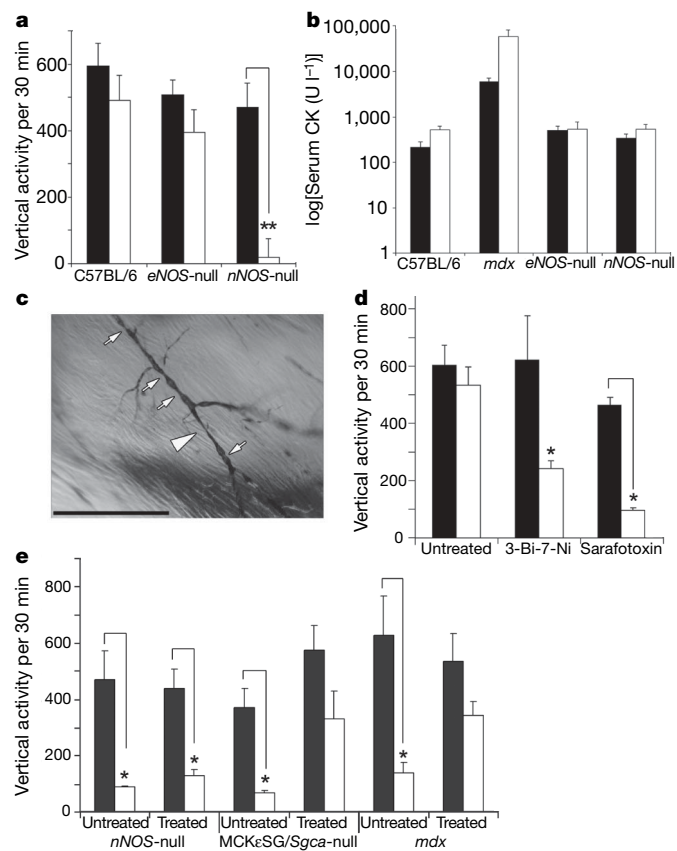 a
Vertical activity per 30 min
600
400
200
0
**
C57BL/6 eNOS-null nNOS-null
b
log[Serum CK (U l⁻¹)]
100,000
10,000
1,000
100
10
1
C57BL/6 mdx eNOS-null nNOS-null
c
d
Vertical activity per 30 min
800
600
400
200
0
*
*
Untreated 3-Bi-7-Ni Sarafotoxin
e
Vertical activity per 30 min
800
600
400
200
0
*
*
*
*
Untreated Treated Untreated Treated Untreated Treated
nNOS-null MCKεSG/Sgca-null mdx